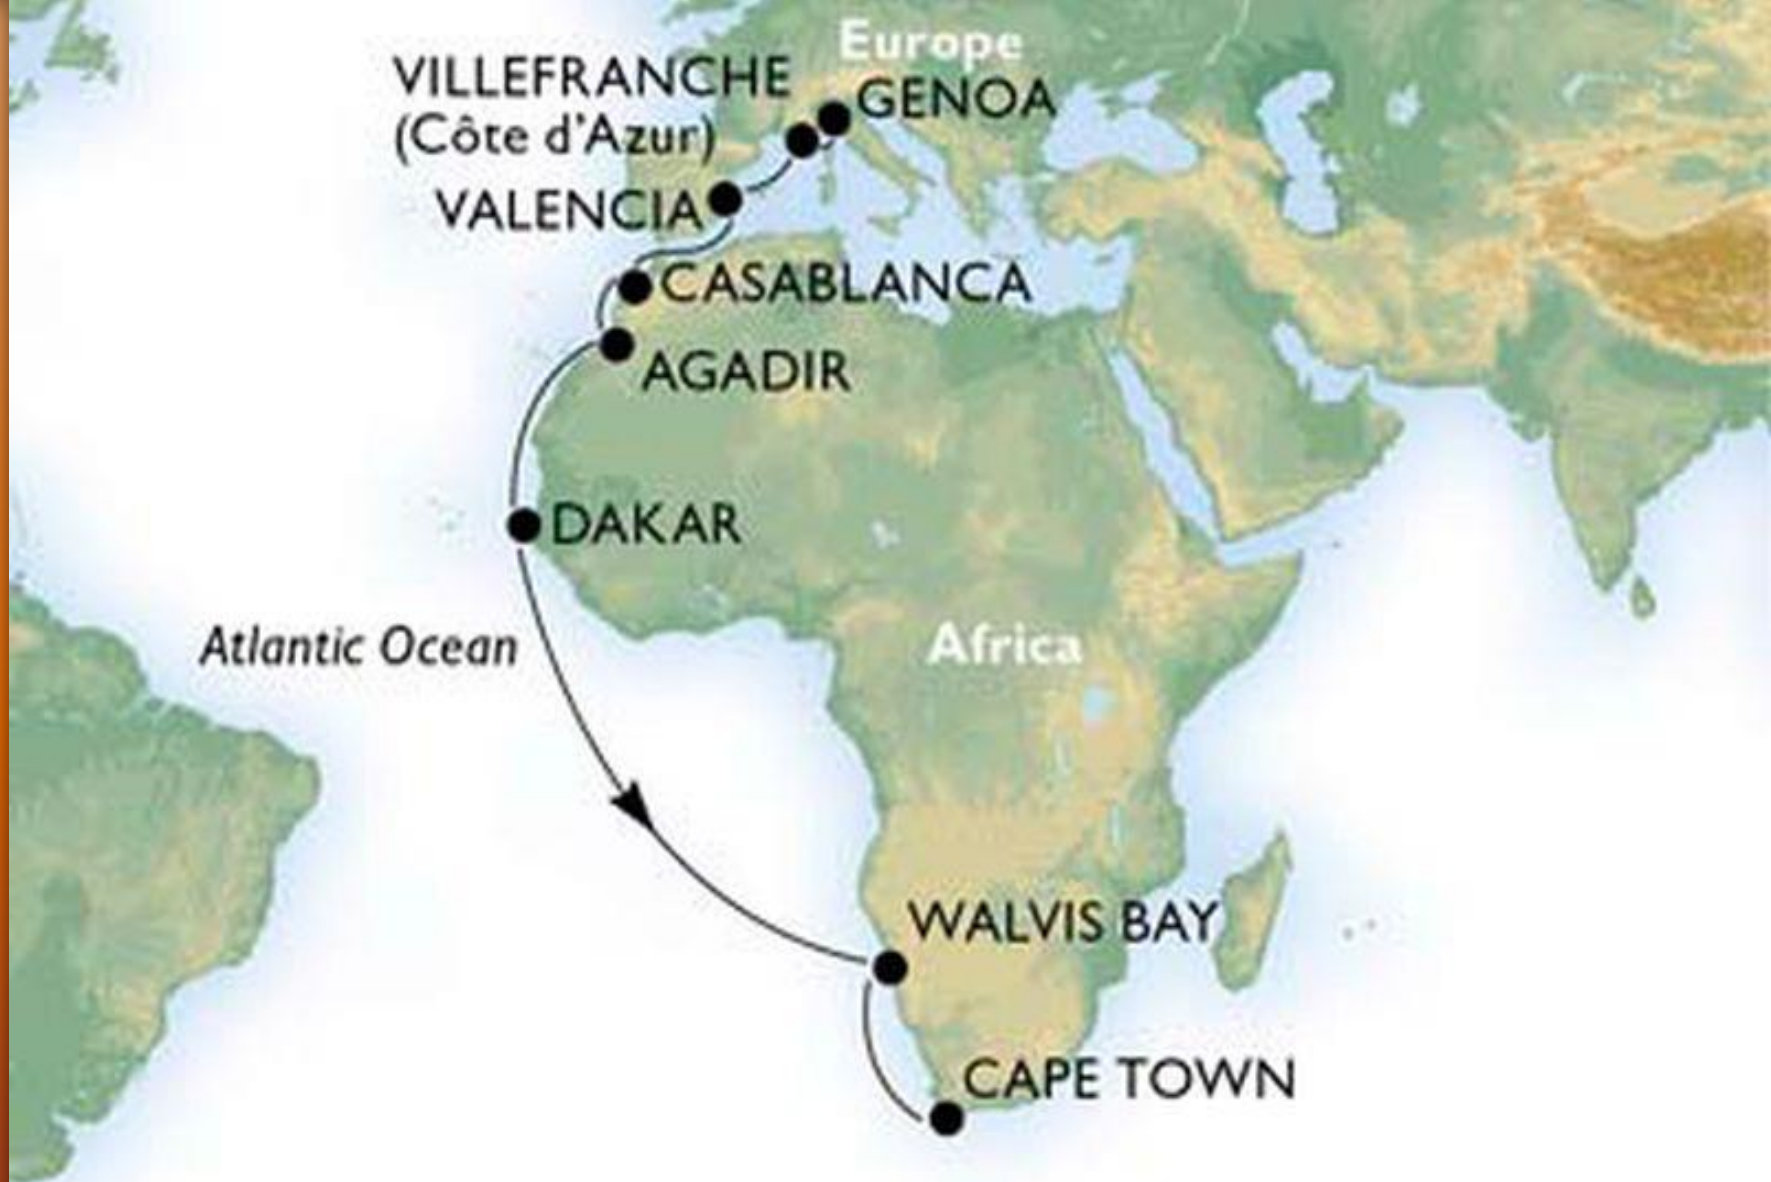 Europe
VILLEFRANCHE
(Côte d'Azur)
GENOA
VALENCIA
CASABLANCA
AGADIR
DAKAR
Atlantic Ocean
Africa
WALVIS BAY
CAPE TOWN